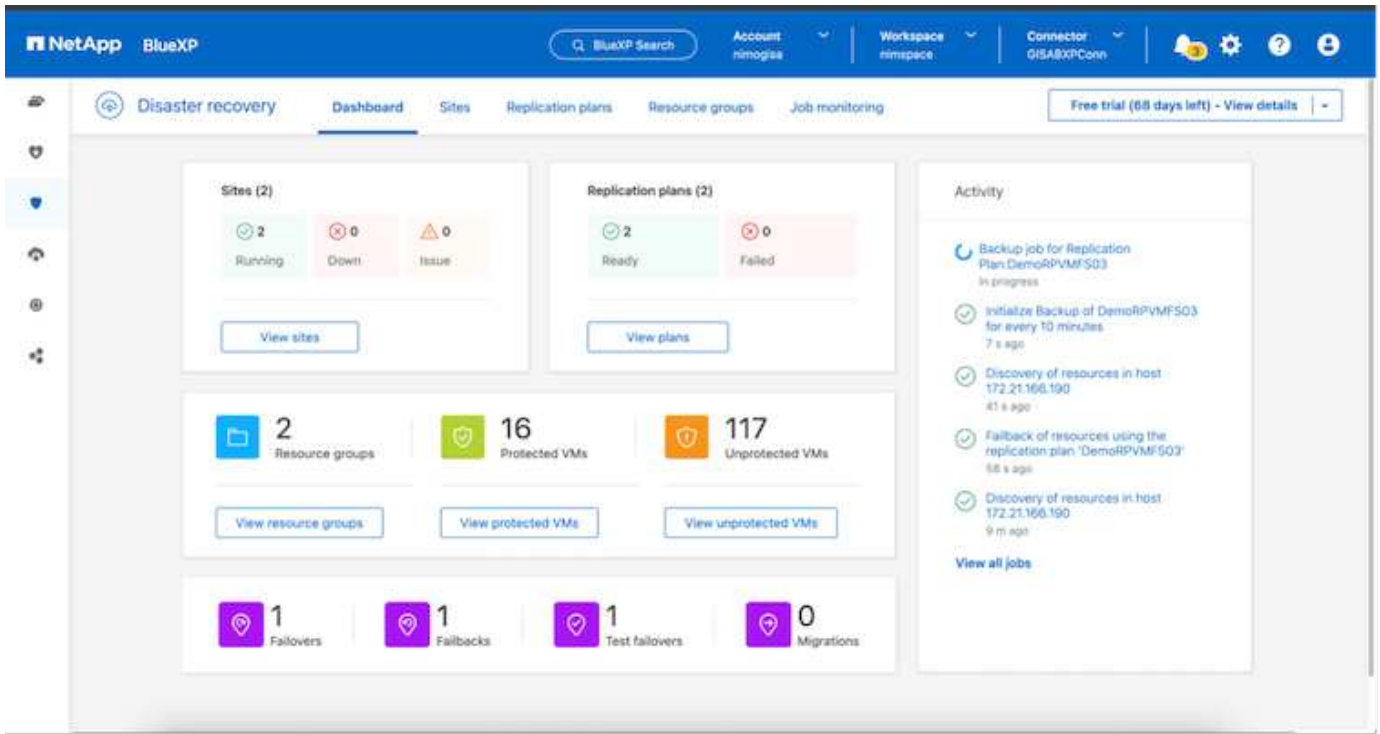 NetApp BlueXP
BlueXP Search
Account
nimogisa
Workspace
nimspace
Connector
GISABXPConn
3
Disaster recovery
Dashboard
Sites
Replication plans
Resource groups
Job monitoring
Free trial (68 days left) - View details
Sites (2)
2
Running
0
Down
0
Issue
View sites
Replication plans (2)
2
Ready
0
Failed
View plans
2
Resource groups
View resource groups
16
Protected VMs
View protected VMs
117
Unprotected VMs
View unprotected VMs
1
Failovers
1
Failbacks
1
Test failovers
0
Migrations
Activity
Backup job for Replication
Plan:DemoRPVMFS03
In progress
Initialize Backup of DemoRPVMFS03
for every 10 minutes
7 s ago
Discovery of resources in host
172.21.166.190
41 s ago
Failback of resources using the
replication plan 'DemoRPVMFS03'
58 s ago
Discovery of resources in host
172.21.166.190
9 m ago
View all jobs